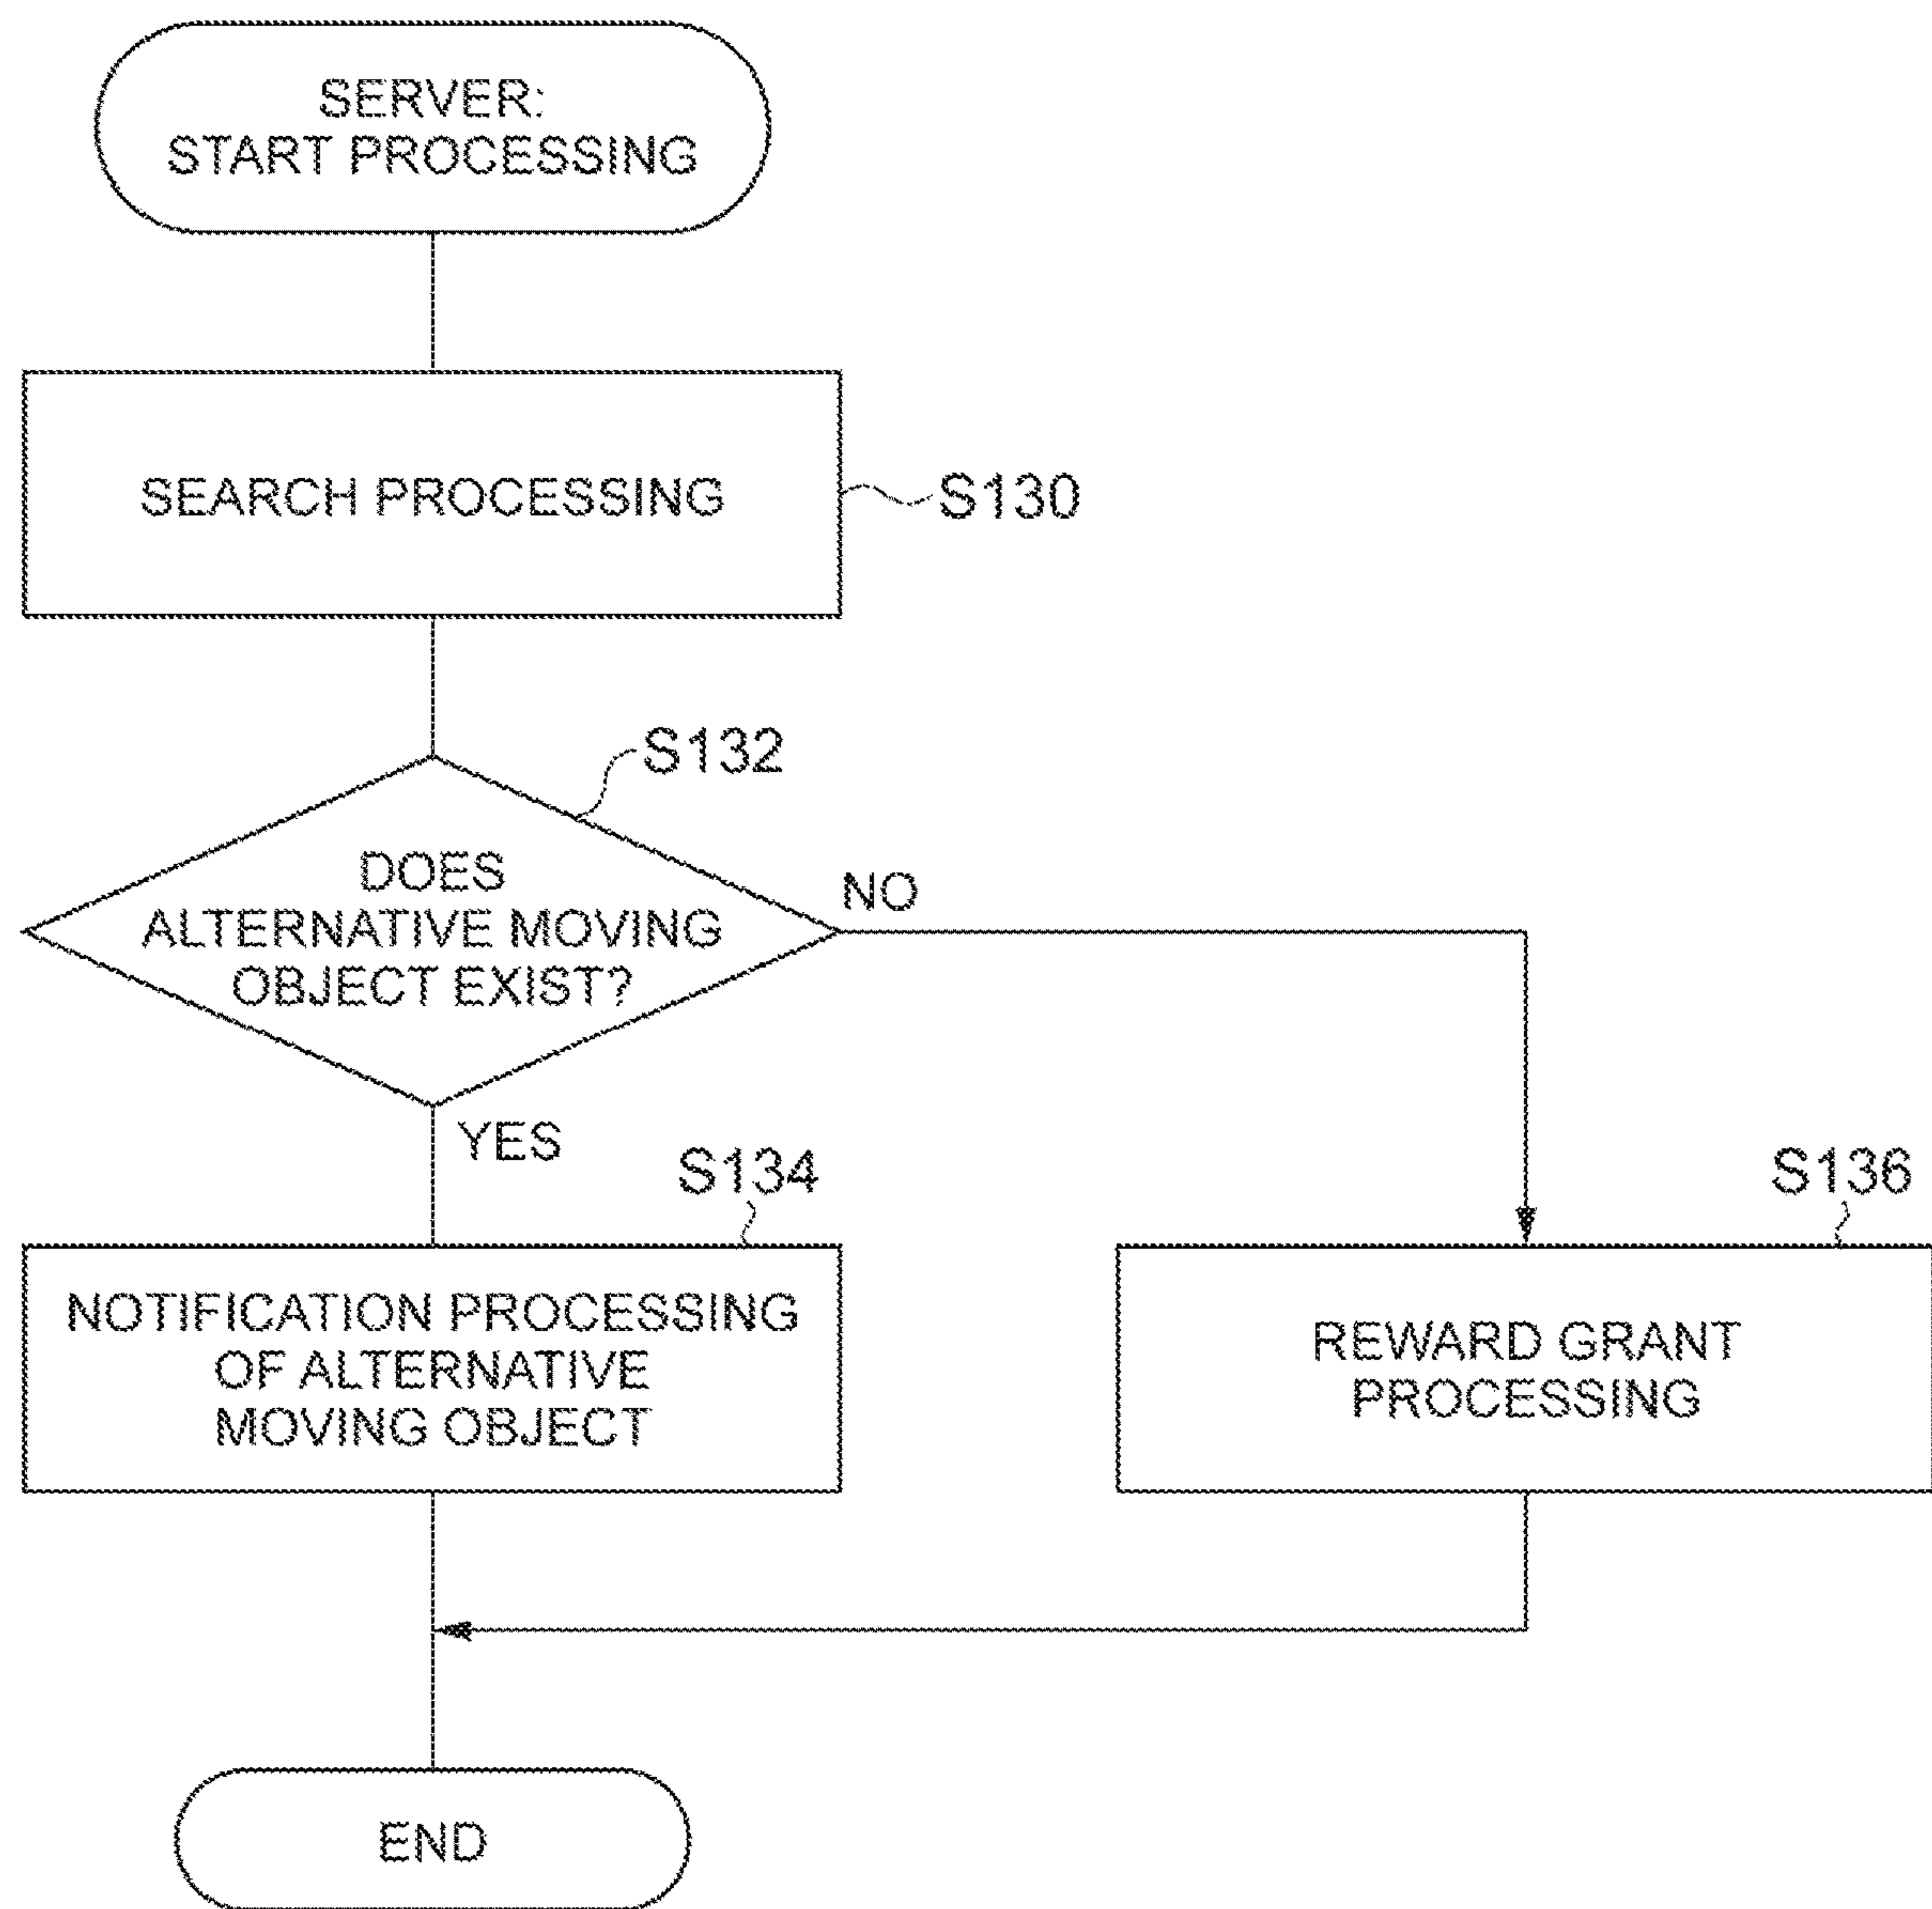 SERVER:
START PROCESSING
SEARCH PROCESSING
S130
S132
DOES
ALTERNATIVE MOVING
OBJECT EXIST?
NO
YES
S134
NOTIFICATION PROCESSING
OF ALTERNATIVE
MOVING OBJECT
S136
REWARD GRANT
PROCESSING
END